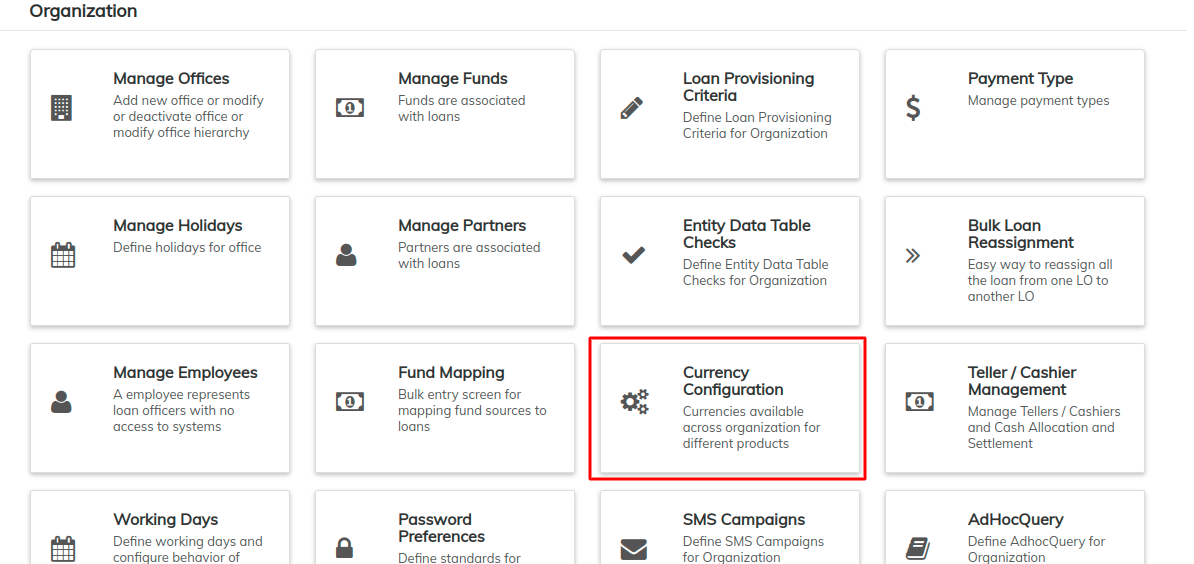 Organization
Manage Offices
Add new office or modify
or deactivate office or
modify office hierarchy
Manage Funds
Funds are associated
with loans
Loan Provisioning
Criteria
Define Loan Provisioning
Criteria for Organization
Payment Type
Manage payment types
Manage Holidays
Define holidays for office
Manage Partners
Partners are associated
with loans
Entity Data Table
Checks
Define Entity Data Table
Checks for Organization
Bulk Loan
Reassignment
Easy way to reassign all
the loan from one LO to
another LO
Manage Employees
A employee represents
loan officers with no
access to systems
Fund Mapping
Bulk entry screen for
mapping fund sources to
loans
Currency
Configuration
Currencies available
across organization for
different products
Teller / Cashier
Management
Manage Tellers / Cashiers
and Cash Allocation and
Settlement
Working Days
Define working days and
configure behavior of
Password
Preferences
Define standards for
SMS Campaigns
Define SMS Campaigns
for Organization
AdHocQuery
Define AdhocQuery for
Organization